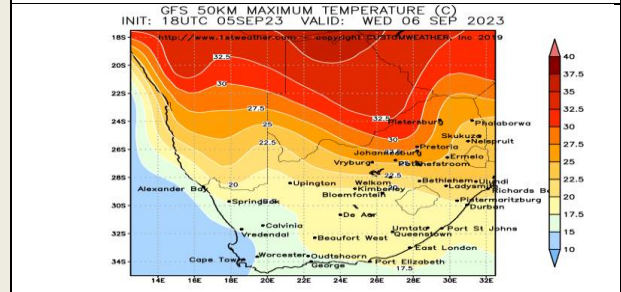 GFS 50KM MAXIMUM TEMPERATURE (C)
INIT: 18UTC 05SEP23 VALID: WED 06 SEP 2023
http://www.1stweather.com -- copyright CUSTOMWEATHER, Inc 2019
18S
20S
22S
24S
26S
28S
30S
32S
34S
32.5
30
27.5
25
22.5
20
32.5
30
17.5
Pietersburg
Phalaborwa
Skukuza
Nelspruit
Pretoria
Johannesburg
Ermelo
Vryburg
Potchefstroom
Alexander Bay
Upington
Welkom
Kimberley
Bloemfontein
Bethlehem
Ulundi
Ladysmith
Richards B
Pietermaritzburg
Durban
Springbok
De Aar
Calvinia
Vredendal
Beaufort West
Umtata
Queenstown
Port St Johns
East London
Cape Town
Worcester
Oudtshoorn
George
Port Elizabeth
14E 16E 18E 20E 22E 24E 26E 28E 30E 32E
40
37.5
35
32.5
30
27.5
25
22.5
20
17.5
15
10